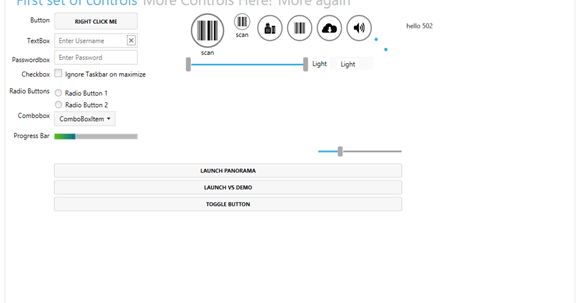 First set of controls More Controls Here! More again
Button RIGHT CLICK ME
scan
scan
hello 502
TextBox Enter Username
Passwordbox Enter Password
Light Light
Checkbox Ignore Taskbar on maximize
Radio Buttons Radio Button 1
Radio Button 2
Combobox ComboBoxItem
Progress Bar
LAUNCH PANORAMA
LAUNCH VS DEMO
TOGGLE BUTTON